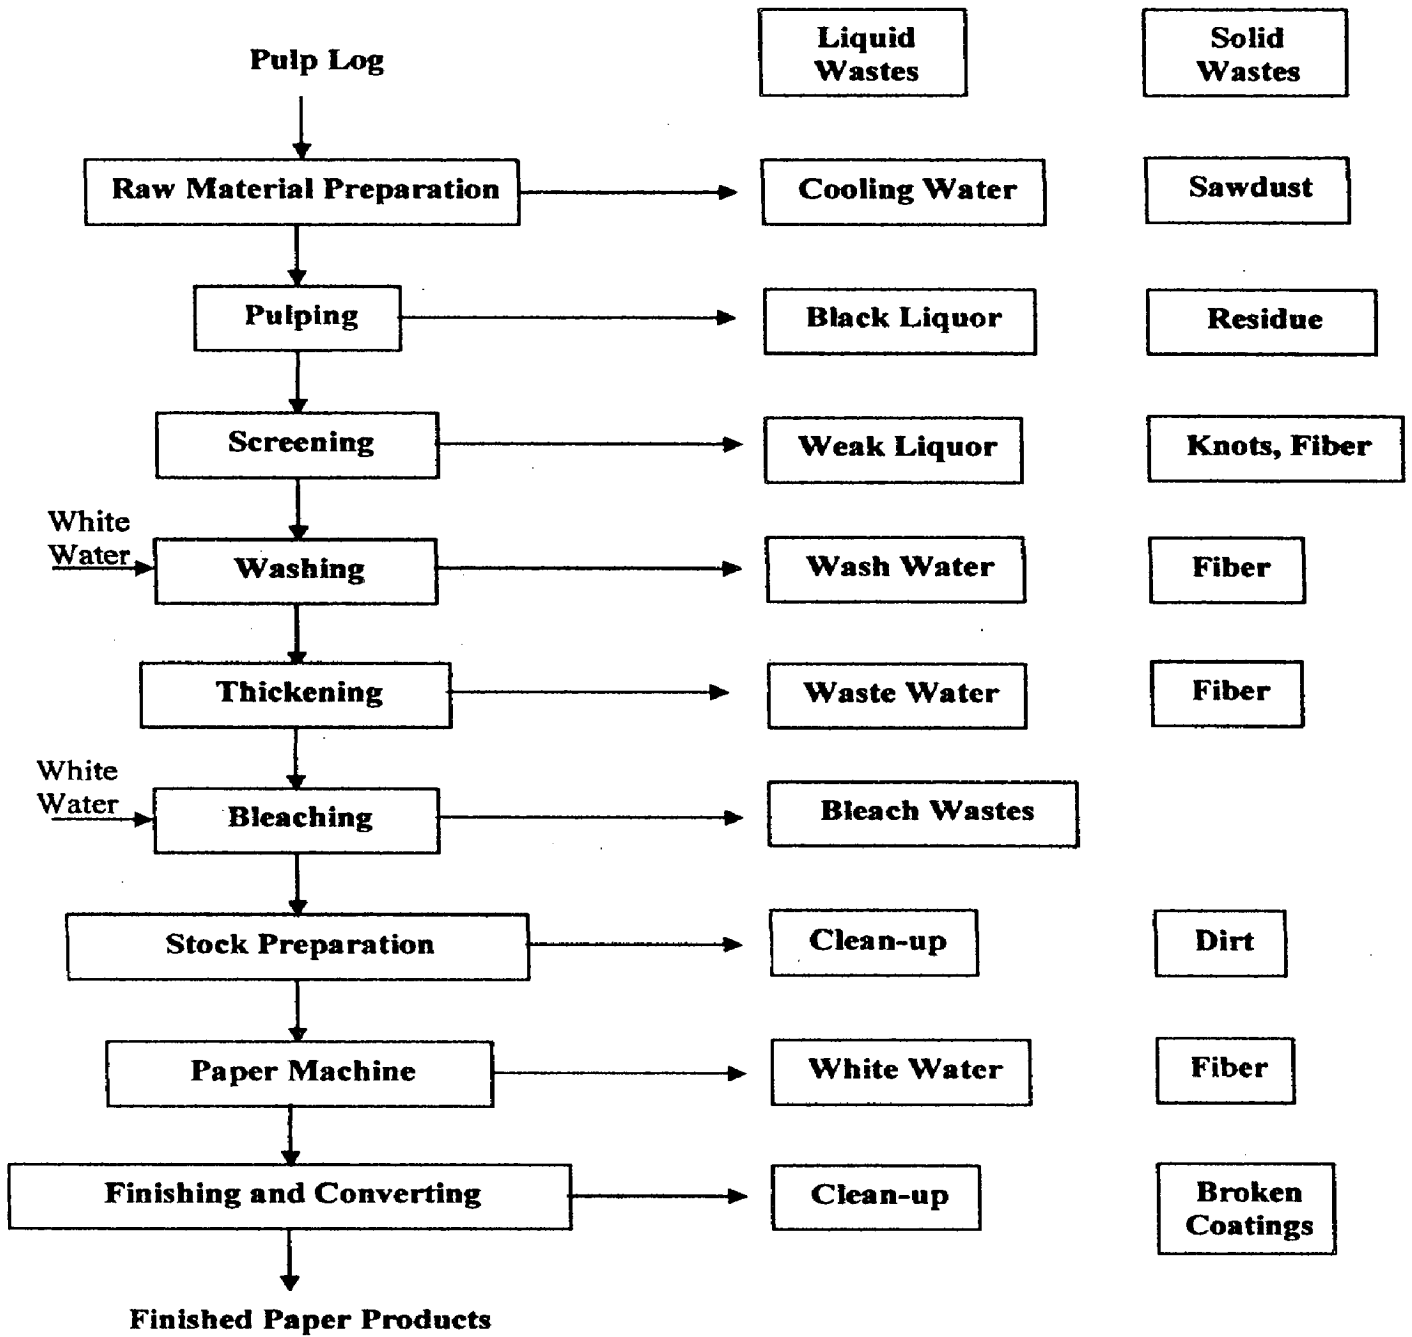 Pulp Log
Liquid
Wastes
Solid
Wastes
Raw Material Preparation
Cooling Water
Sawdust
Pulping
Black Liquor
Residue
Screening
Weak Liquor
Knots, Fiber
White
Water
Washing
Wash Water
Fiber
Thickening
Waste Water
Fiber
White
Water
Bleaching
Bleach Wastes
Stock Preparation
Clean-up
Dirt
Paper Machine
White Water
Fiber
Finishing and Converting
Clean-up
Broken
Coatings
Finished Paper Products